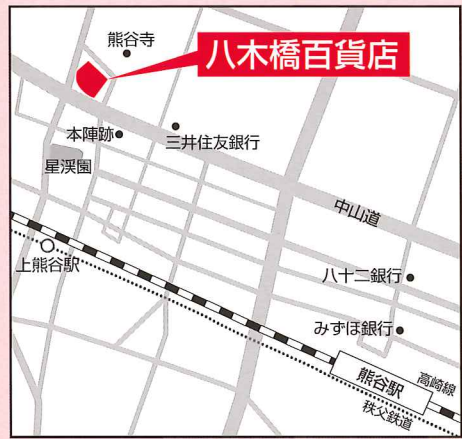 熊谷寺
八木橋百貨店
本陣跡
三井住友銀行
星渓園
中山道
上熊谷駅
八十二銀行
みずほ銀行
熊谷駅
高崎線
秩父鉄道